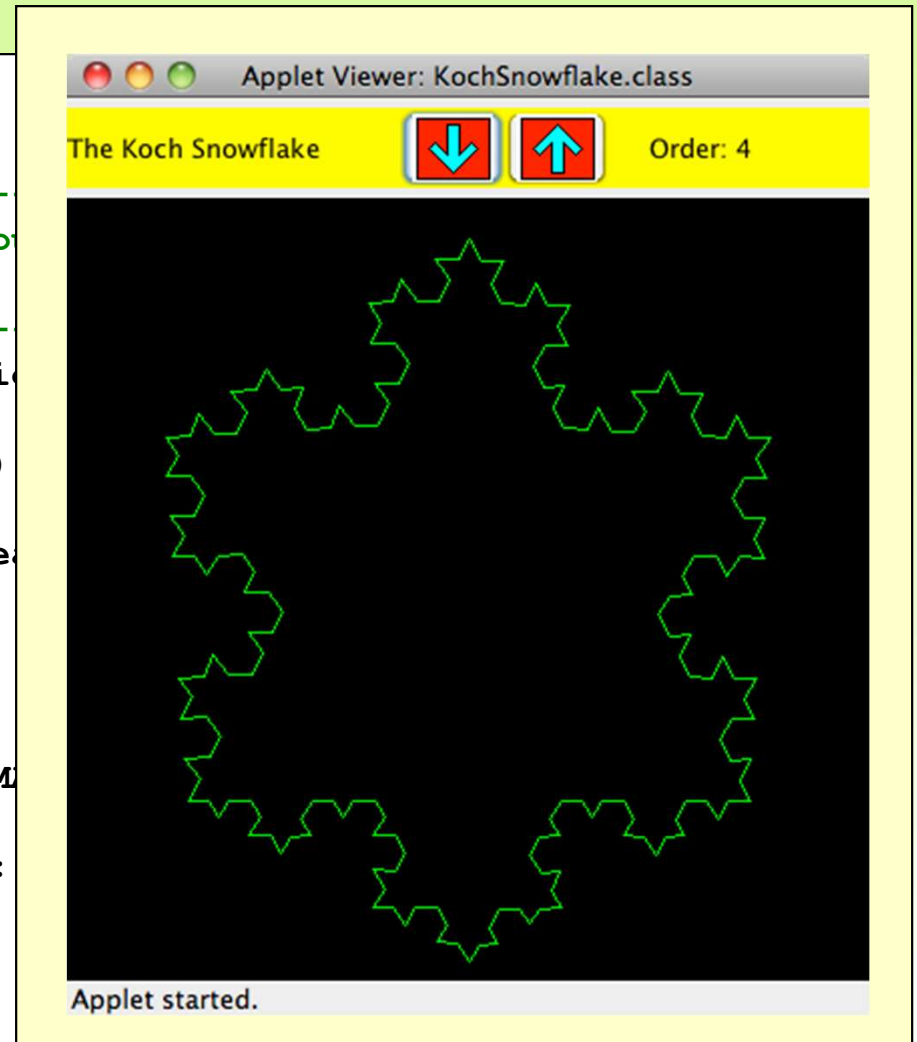 Applet Viewer: KochSnowflake.class
The Koch Snowflake
Order: 4
Applet started.